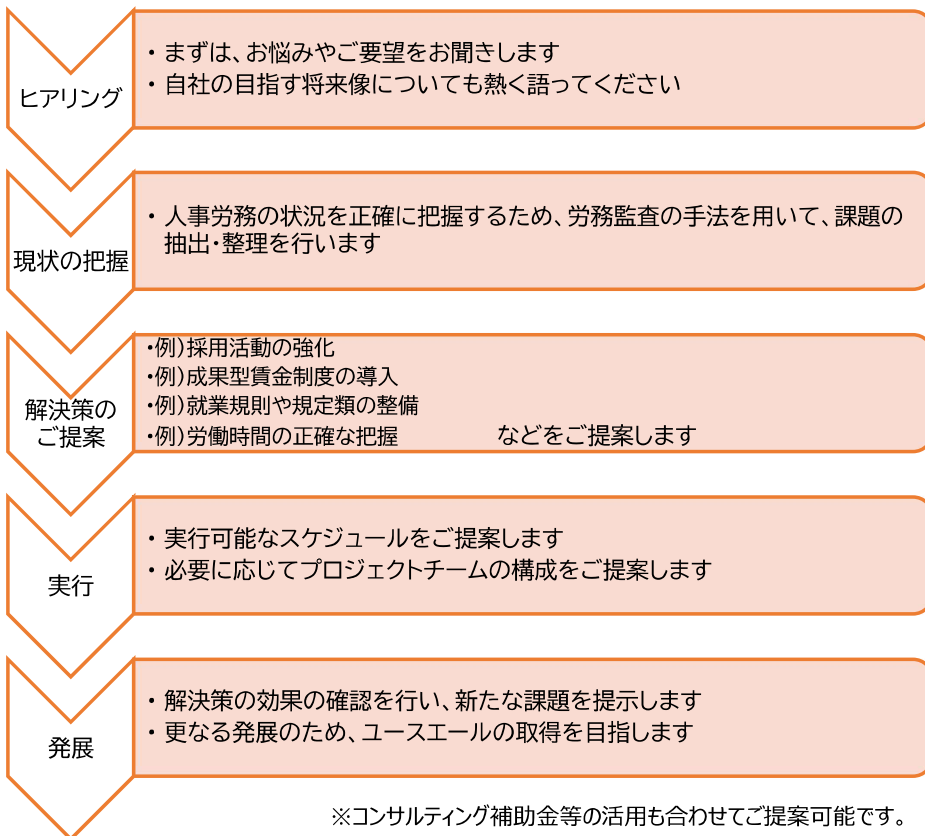 ヒアリング
・まずは、お悩みやご要望をお聞きします
・自社の目指す将来像についても熱く語ってください
現状の把握
・人事労務の状況を正確に把握するため、労務監査の手法を用いて、課題の
抽出・整理を行います
解決策の
ご提案
・例）採用活動の強化
・例）成果型賃金制度の導入
・例）就業規則や規定類の整備
・例）労働時間の正確な把握　　　　などをご提案します
実行
・実行可能なスケジュールをご提案します
・必要に応じてプロジェクトチームの構成をご提案します
発展
・解決策の効果の確認を行い、新たな課題を提示します
・更なる発展のため、ユースエールの取得を目指します
※コンサルティング補助金等の活用も合わせてご提案可能です。